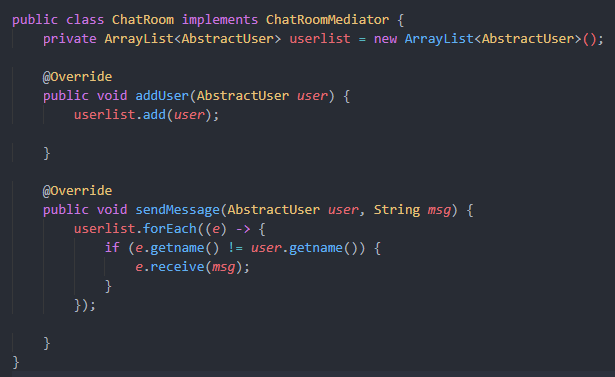 public class ChatRoom implements ChatRoomMediator {
    private ArrayList<AbstractUser> userlist = new ArrayList<AbstractUser>();
    @Override
    public void addUser(AbstractUser user) {
        userlist.add(user);
    }
    @Override
    public void sendMessage(AbstractUser user, String msg) {
        userlist.forEach((e) -> {
            if (e.getname() != user.getname()) {
                e.receive(msg);
            }
        });
    }
}